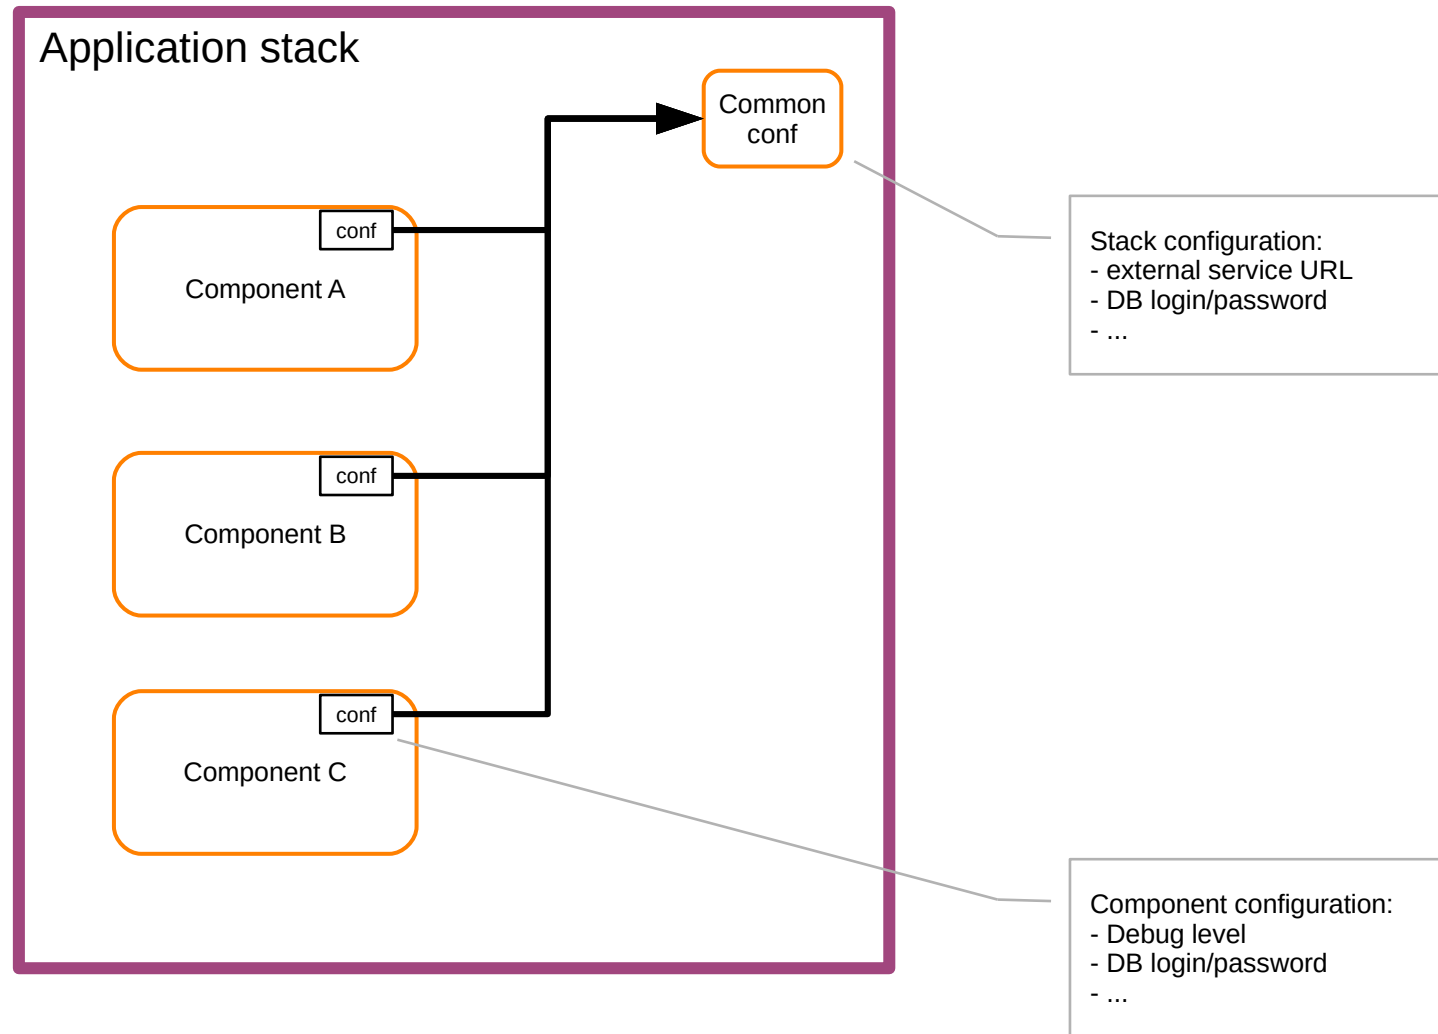 Application stack
Common
conf
conf
Component A
Stack configuration:
- external service URL
- DB login/password
- ...
conf
Component B
conf
Component C
Component configuration:
- Debug level
- DB login/password
- ...